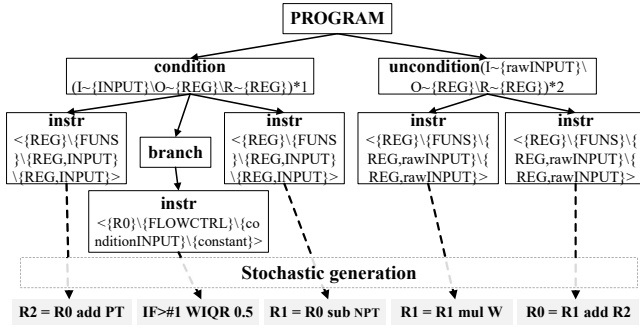 PROGRAM
condition
(I~{INPUT}\O~{REG}\R~{REG})*1
uncondition(I~{rawINPUT}\
O~{REG}\R~{REG})*2
instr
<{REG}\{FUNS
}\{REG,INPUT}
\{REG,INPUT}>
branch
instr
<{REG}\{FUNS
}\{REG,INPUT}
\{REG,INPUT}>
instr
<{REG}\{FUNS}\{
REG,rawINPUT}\{
REG,rawINPUT}>
instr
<{REG}\{FUNS}\{
REG,rawINPUT}\{
REG,rawINPUT}>
instr
<{R0}\{FLOWCTRL}\{co
nditionINPUT}\{constant}>
Stochastic generation
R2 = R0 add PT
IF>#1 WIQR 0.5
R1 = R0 sub NPT
R1 = R1 mul W
R0 = R1 add R2